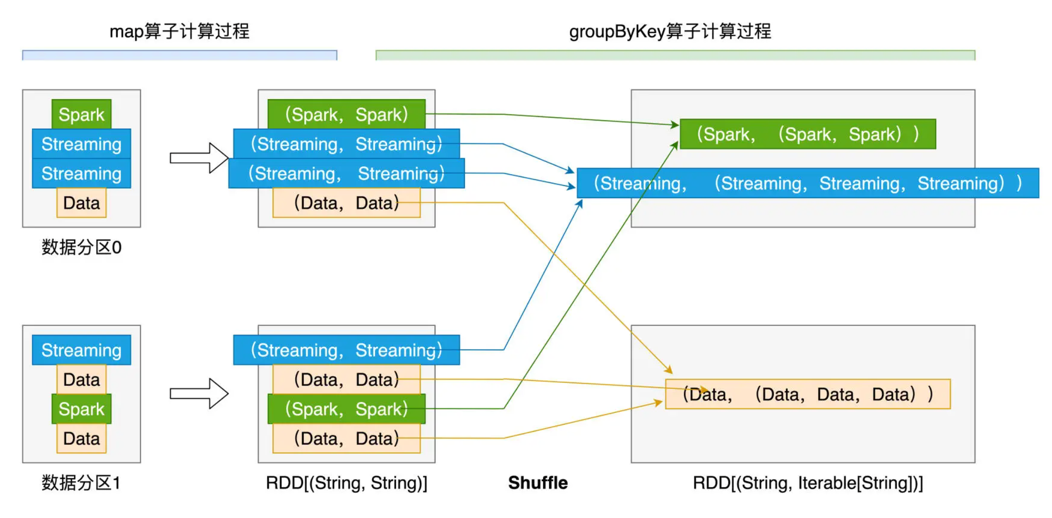 map算子计算过程
groupByKey算子计算过程
Spark
Streaming
Streaming
Data
数据分区0
(Spark, Spark)
(Streaming, Streaming)
(Streaming, Streaming)
(Data, Data)
(Spark, (Spark, Spark))
(Streaming, (Streaming, Streaming, Streaming))
Streaming
Data
Spark
Data
数据分区1
(Streaming, Streaming)
(Data, Data)
(Spark, Spark)
(Data, Data)
RDD[(String, String)]
Shuffle
(Data, (Data, Data, Data))
RDD[(String, Iterable[String])]